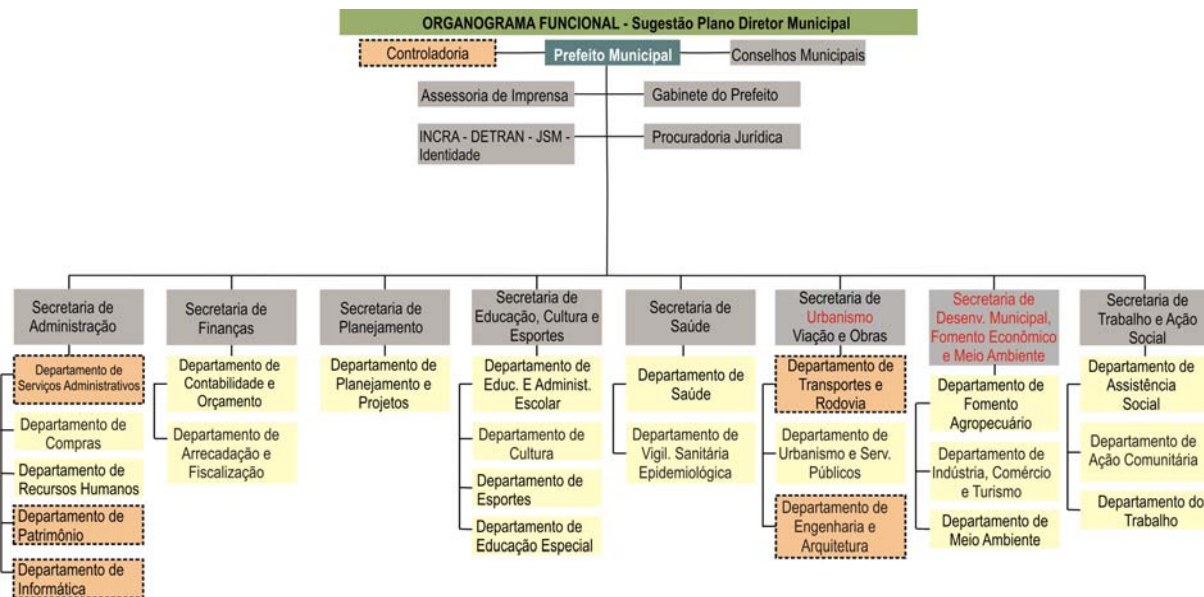 ORGANOGRAMA FUNCIONAL - Sugestão Plano Diretor Municipal
Controladoria
Prefeito Municipal
Conselhos Municipais
Assessoria de Imprensa
Gabinete do Prefeito
INCRA - DETRAN - JSM -
Identidade
Procuradoria Jurídica
Secretaria de
Administração
Departamento de
Serviços Administrativos
Departamento de
Compras
Departamento de
Recursos Humanos
Departamento de
Patrimônio
Departamento de
Informática
Secretaria de
Finanças
Departamento de
Contabilidade e
Orçamento
Departamento de
Arrecadação e
Fiscalização
Secretaria de
Planejamento
Departamento de
Planejamento e
Projetos
Secretaria de
Educação, Cultura e
Esportes
Departamento de
Educ. E Administ.
Escolar
Departamento de
Cultura
Departamento de
Esportes
Departamento de
Educação Especial
Secretaria de
Saúde
Departamento de
Saúde
Departamento de
Vigil. Sanitária
Epidemiológica
Secretaria de
Urbanismo
Viação e Obras
Departamento de
Transportes e
Rodovia
Departamento de
Urbanismo e Serv.
Públicos
Departamento de
Engenharia e
Arquitetura
Secretaria de
Desenv. Municipal,
Fomento Econômico
e Meio Ambiente
Departamento de
Fomento
Agropecuário
Departamento de
Indústria, Comércio
e Turismo
Departamento de
Meio Ambiente
Secretaria de
Trabalho e Ação
Social
Departamento de
Assistência
Social
Departamento de
Ação Comunitária
Departamento do
Trabalho